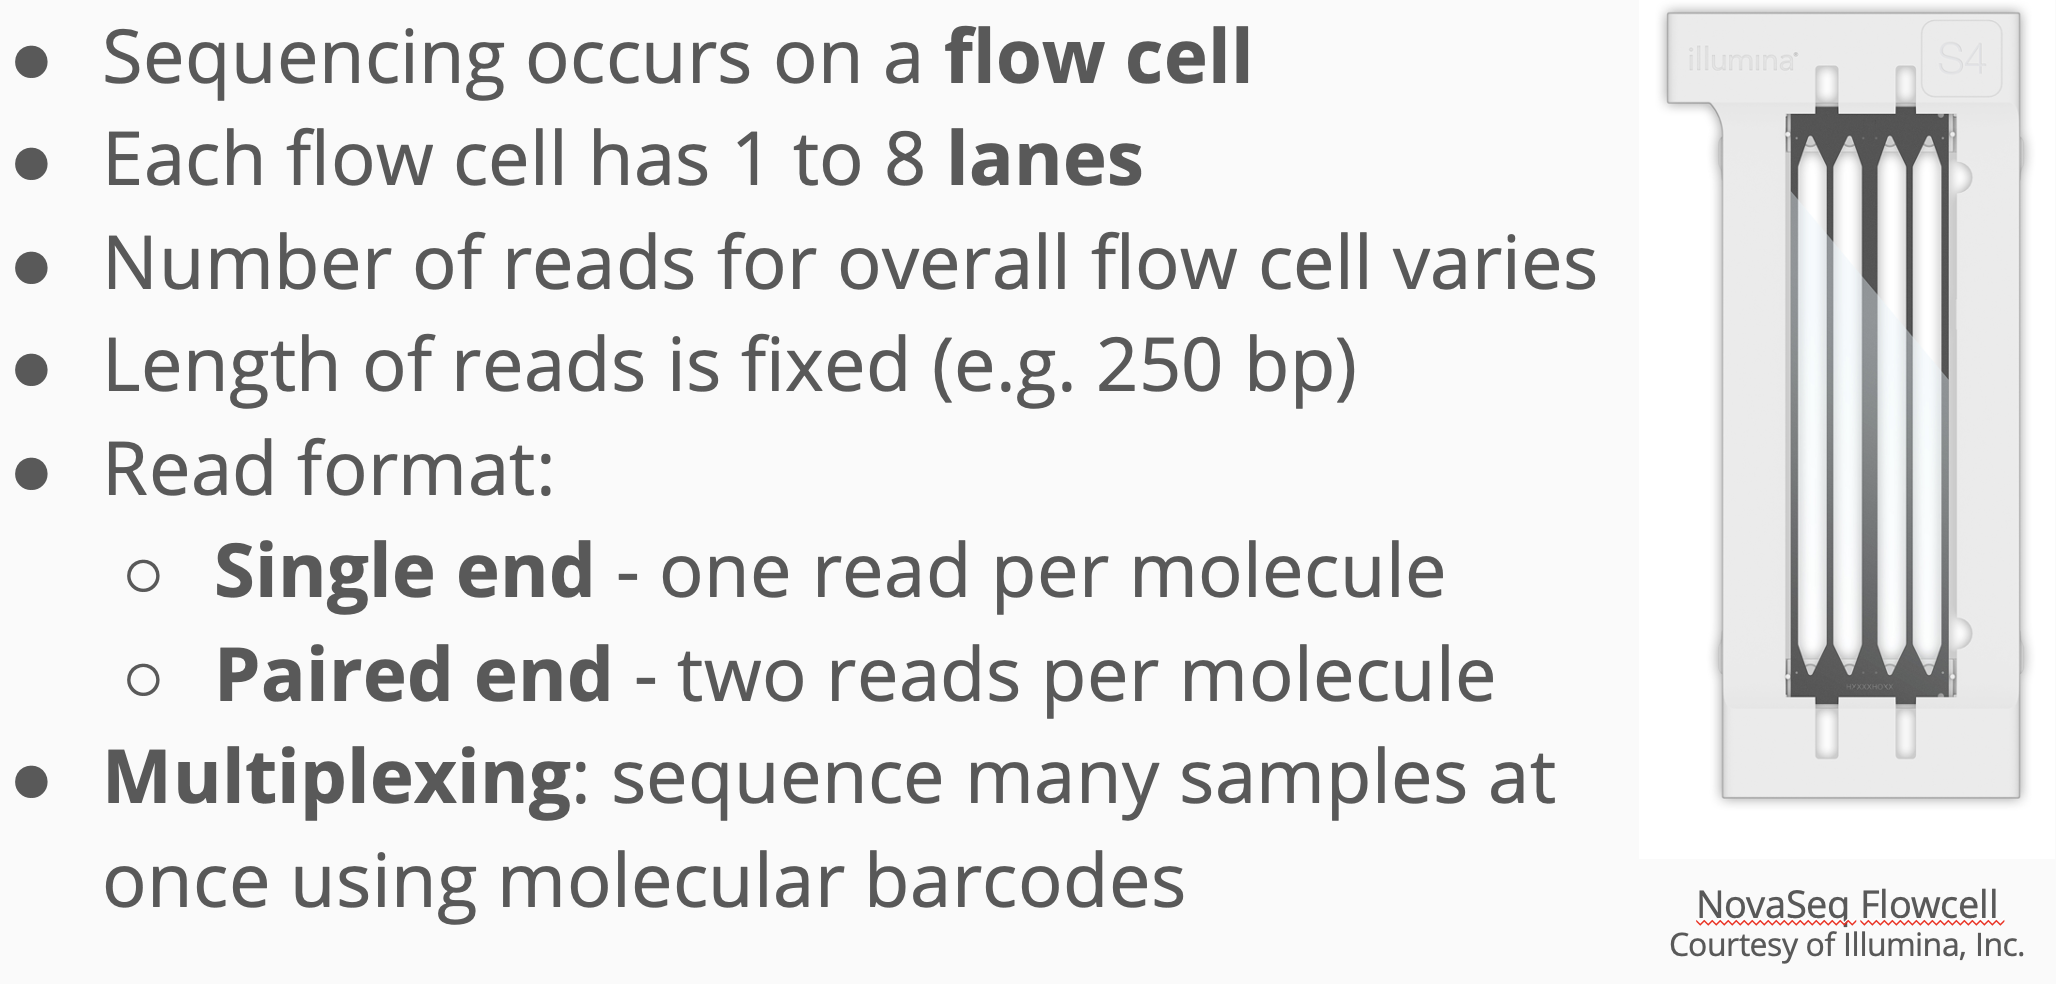 ● Sequencing occurs on a flow cell
● Each flow cell has 1 to 8 lanes
● Number of reads for overall flow cell varies
● Length of reads is fixed (e.g. 250 bp)
● Read format:
○ Single end - one read per molecule
○ Paired end - two reads per molecule
● Multiplexing: sequence many samples at
once using molecular barcodes
illumina
S4
NovaSeq Flowcell
Courtesy of Illumina, Inc.